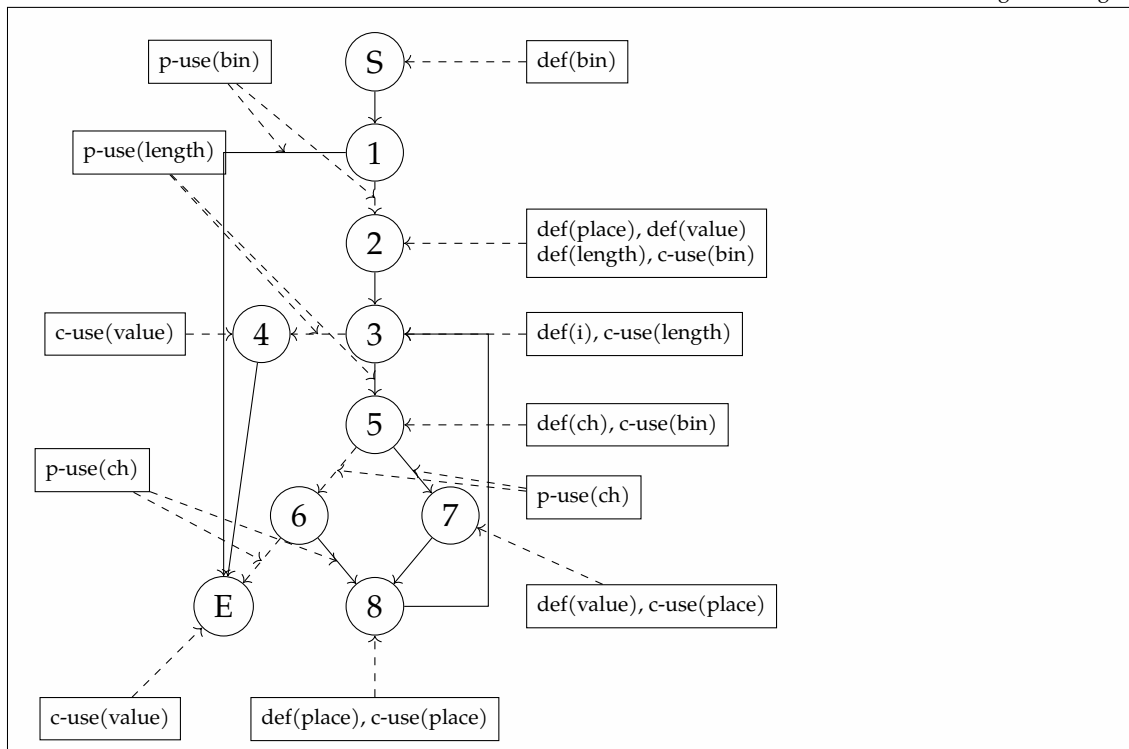 p-use(bin)
S
def(bin)
p-use(length)
1
2
def(place), def(value)
def(length), c-use(bin)
c-use(value)
4
3
def(i), c-use(length)
5
def(ch), c-use(bin)
p-use(ch)
p-use(ch)
6
7
E
8
def(value), c-use(place)
c-use(value)
def(place), c-use(place)